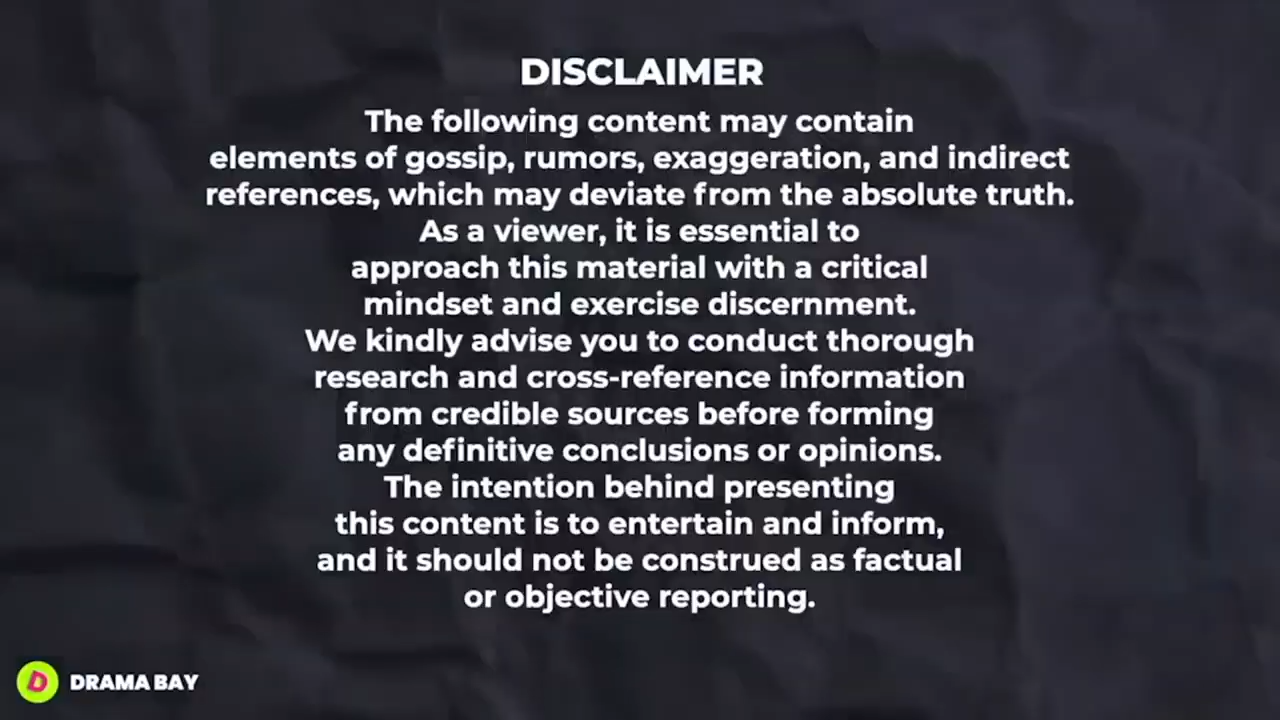 DISCLAIMER
The following content may contain
elements of gossip, rumors, exaggeration, and indirect
references, which may deviate from the absolute truth.
As a viewer, it is essential to
approach this material with a critical
mindset and exercise discernment.
We kindly advise you to conduct thorough
research and cross-reference information
from credible sources before forming
any definitive conclusions or opinions.
The intention behind presenting
this content is to entertain and inform,
and it should not be construed as factual
or objective reporting.
D DRAMA BAY